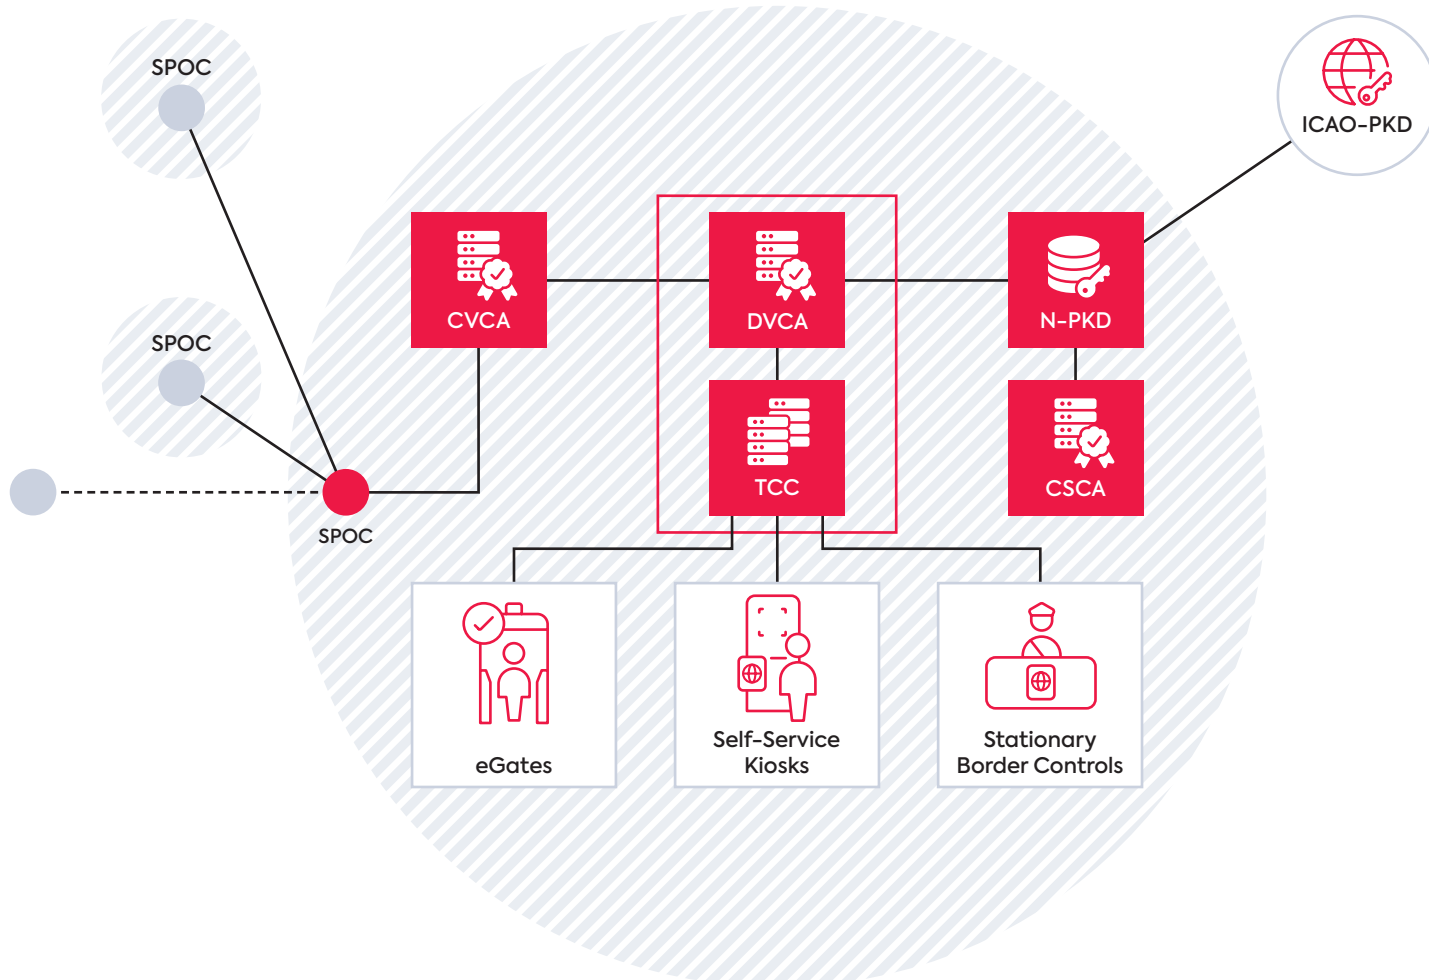 SPOC
ICAO-PKD
CVCA
DVCA
N-PKD
SPOC
TCC
CSCA
SPOC
eGates
Self-Service
Kiosks
Stationary
Border Controls